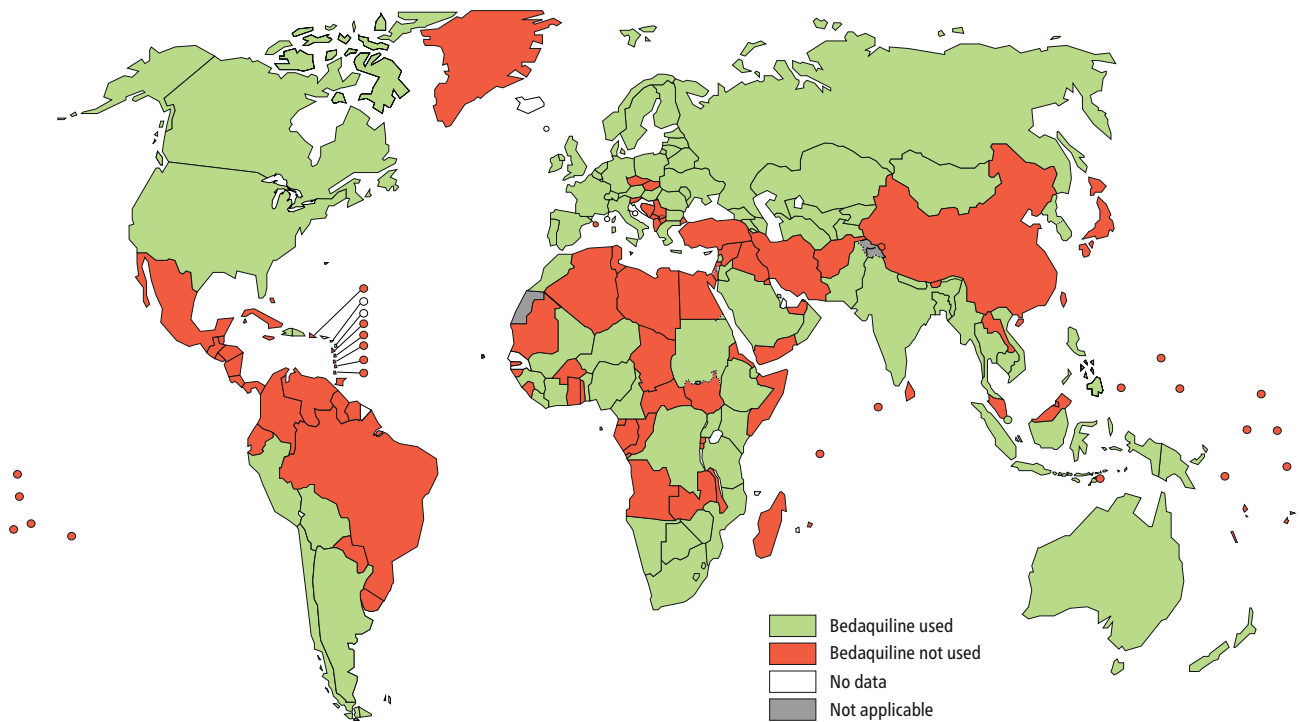 Bedaquiline used
Bedaquiline not used
No data
Not applicable